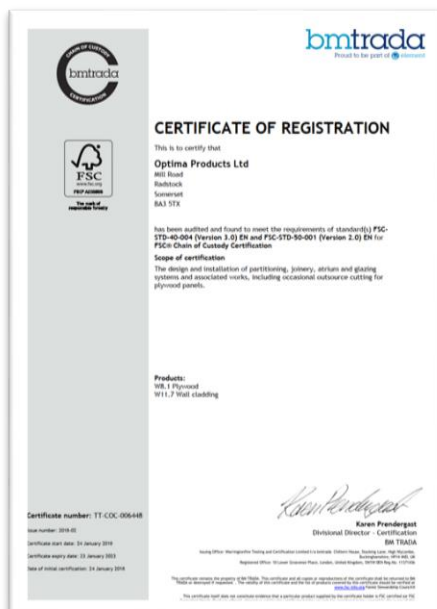 CHAIN OF CUSTODY
bmtrada
CERTIFICATION
bmtrada
Proud to be part of element
FSC
www.fsc.org
The mark of
responsible forestry
CERTIFICATE OF REGISTRATION
This is to certify that
Optima Products Ltd
Mill Road
Radstock
Somerset
BA3 5TX
has been audited and found to meet the requirements of standard(s) FSC-
STD-40-004 (Version 3.0) EN and FSC-STD-50-001 (Version 2.0) EN for
FSC® Chain of Custody Certification
Scope of certification
The design and installation of partitioning, joinery, atrium and glazing
systems and associated works, including occasional outsource cutting for
plywood panels.
Products:
W8.1 Plywood
W11.7 Wall cladding
Karen Prendergast
Karen Prendergast
Divisional Director - Certification
BM TRADA
Certificate number: TT-COC-006448
Issue number: 2018-02
Certificate start date: 24 January 2018
Certificate expiry date: 23 January 2023
Date of initial certification: 24 January 2018